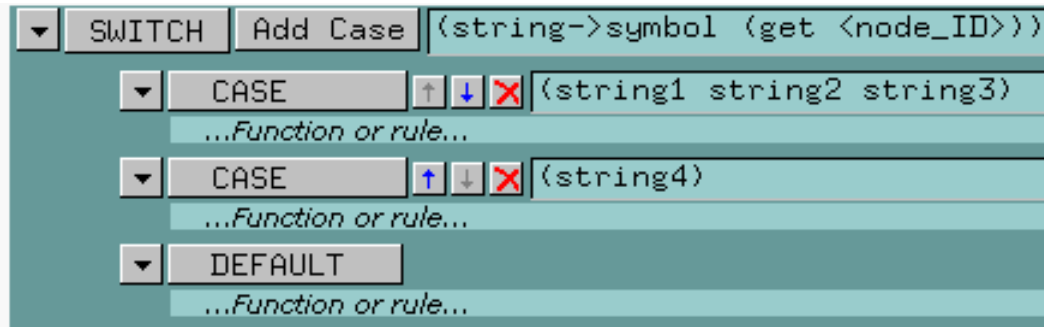 SWITCH Add Case (string->symbol (get <node_ID>))
CASE (string1 string2 string3)
...Function or rule...
CASE (string4)
...Function or rule...
DEFAULT
...Function or rule...